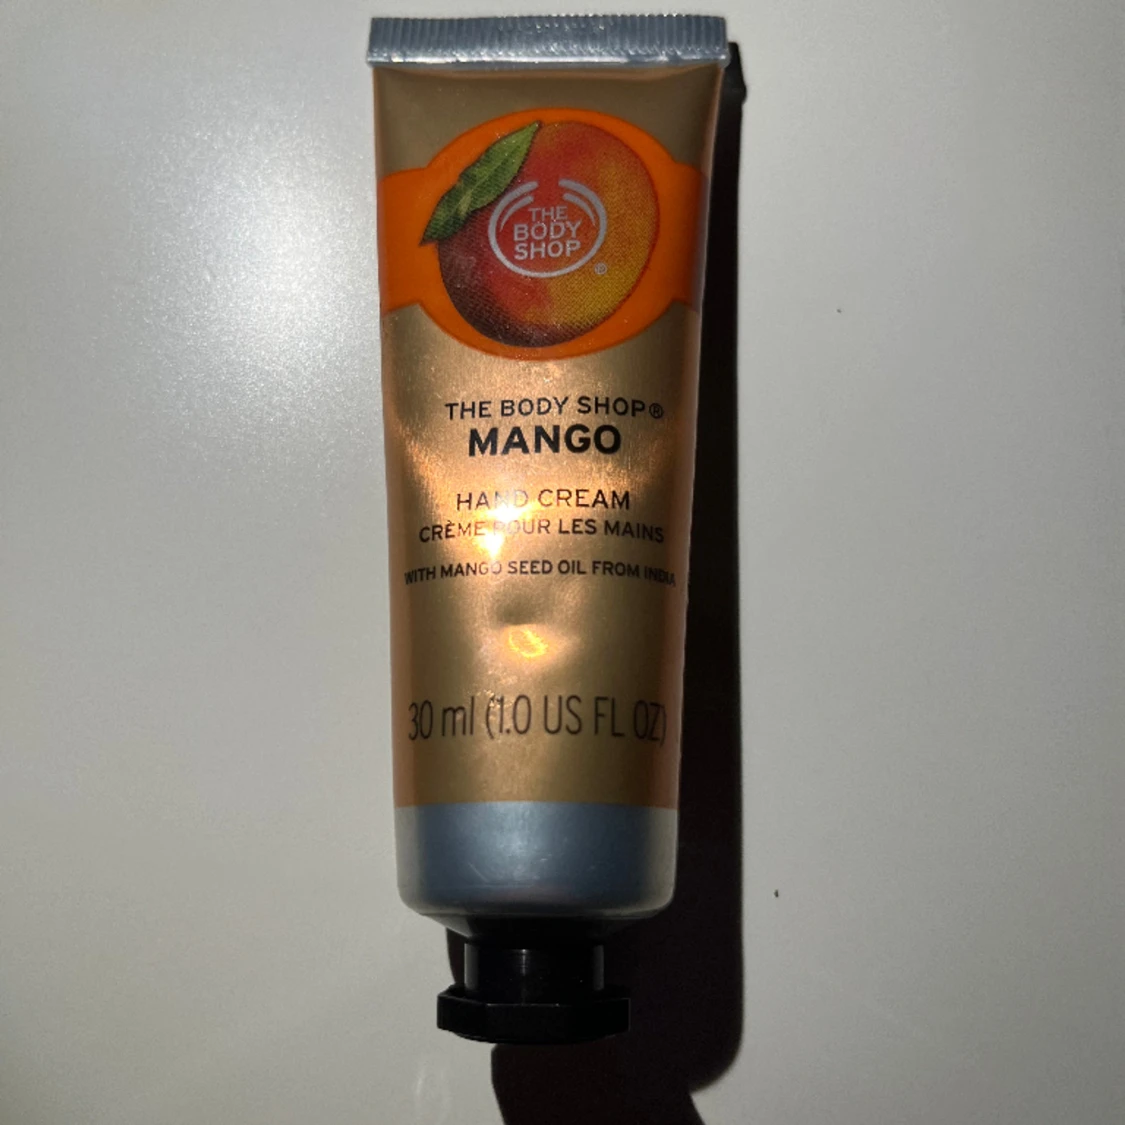 THE
BODY
SHOP
®
THE BODY SHOP®
MANGO
HAND CREAM
CRÈME POUR LES MAINS
WITH MANGO SEED OIL FROM INDIA
30 ml (1.0 US FL OZ)